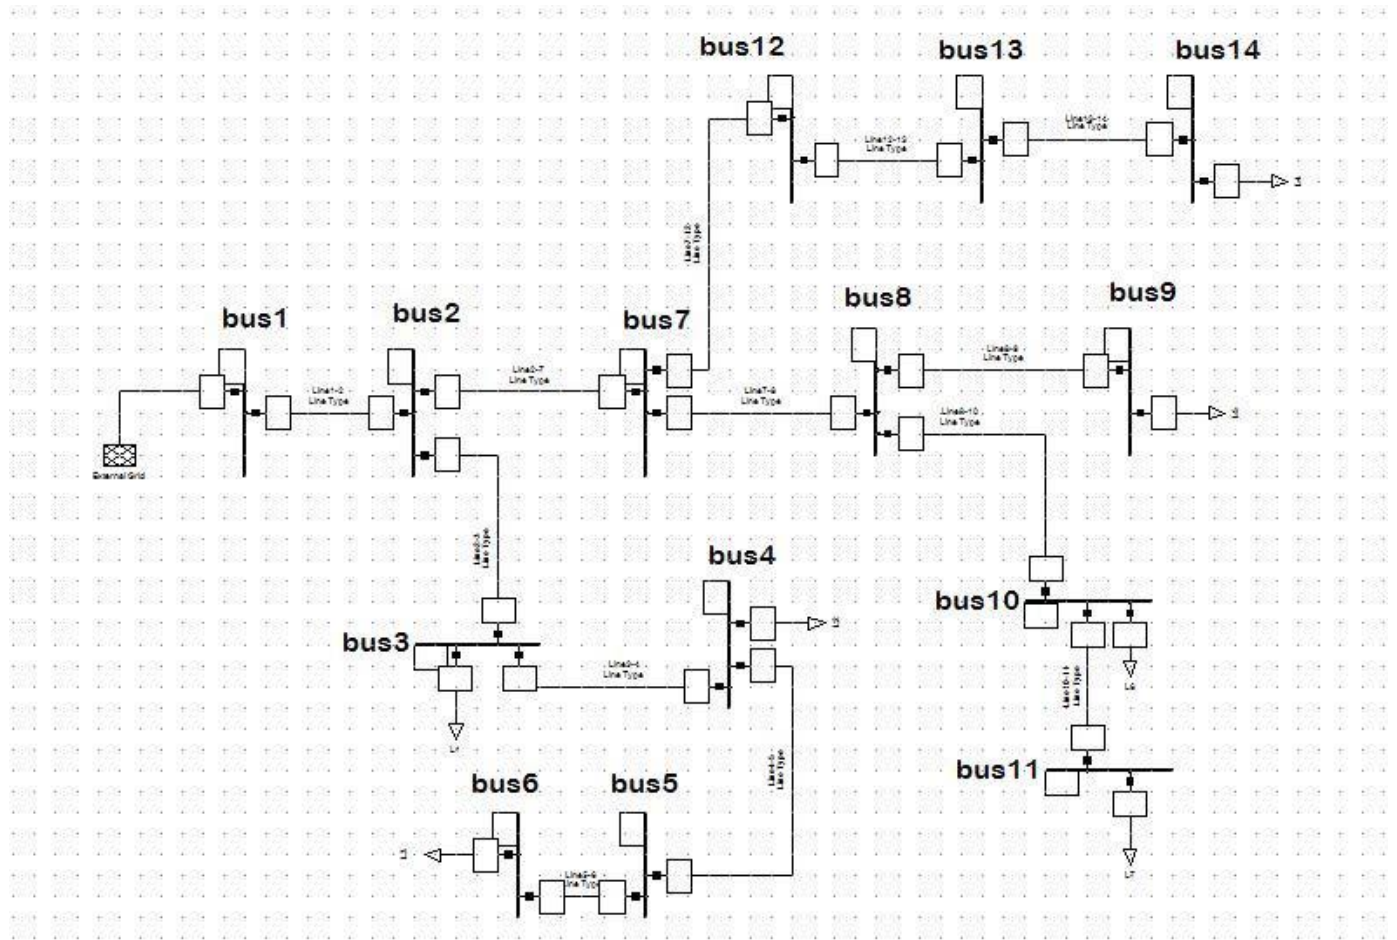 bus12
bus13
bus14
Line12-13
Line Type
Line13-14
Line Type
Line7-12
Line Type
bus1
bus2
bus7
bus8
bus9
Line1-2
Line Type
Line2-7
Line Type
Line7-8
Line Type
Line8-9
Line Type
Line8-10
Line Type
External Grid
Line2-3
Line Type
bus3
bus4
bus10
Line3-4
Line Type
L1
Line10-11
Line Type
L6
Line4-5
Line Type
bus6
bus5
bus11
Line5-6
Line Type
L7